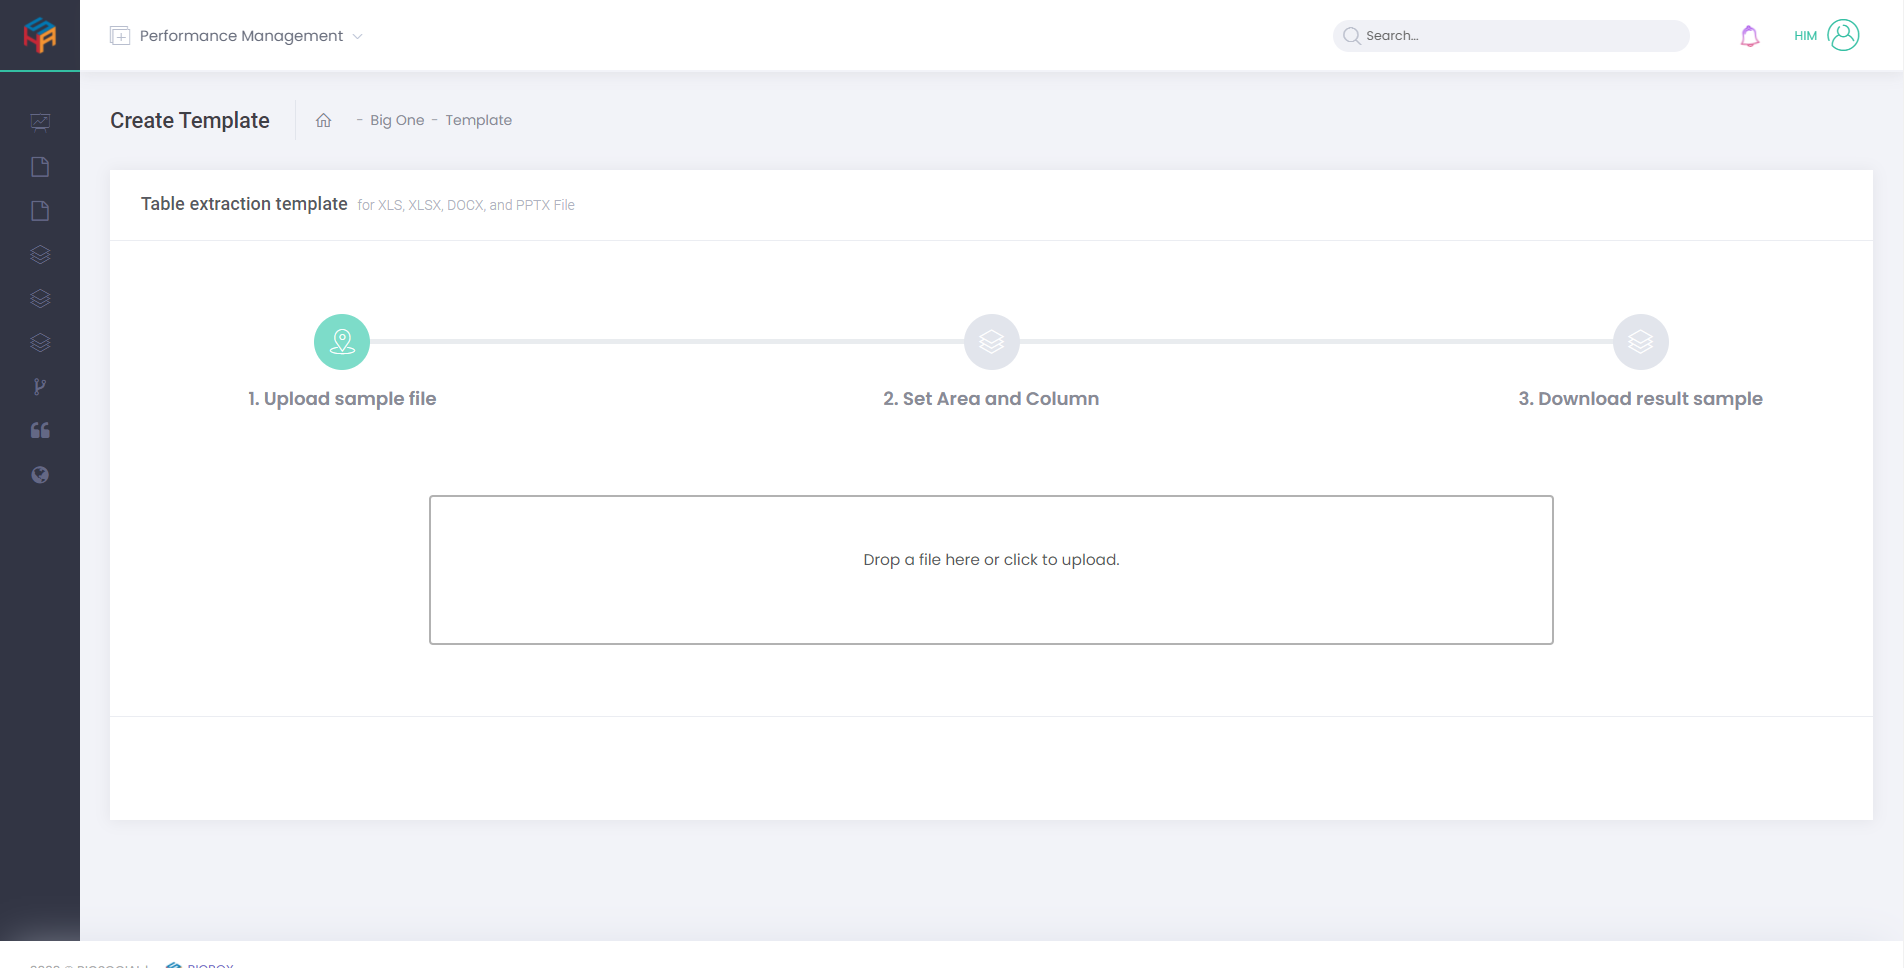 Performance Management
Search...
HIM
Create Template
- Big One - Template
Table extraction template for XLS, XLSX, DOCX, and PPTX File
1. Upload sample file
2. Set Area and Column
3. Download result sample
Drop a file here or click to upload.